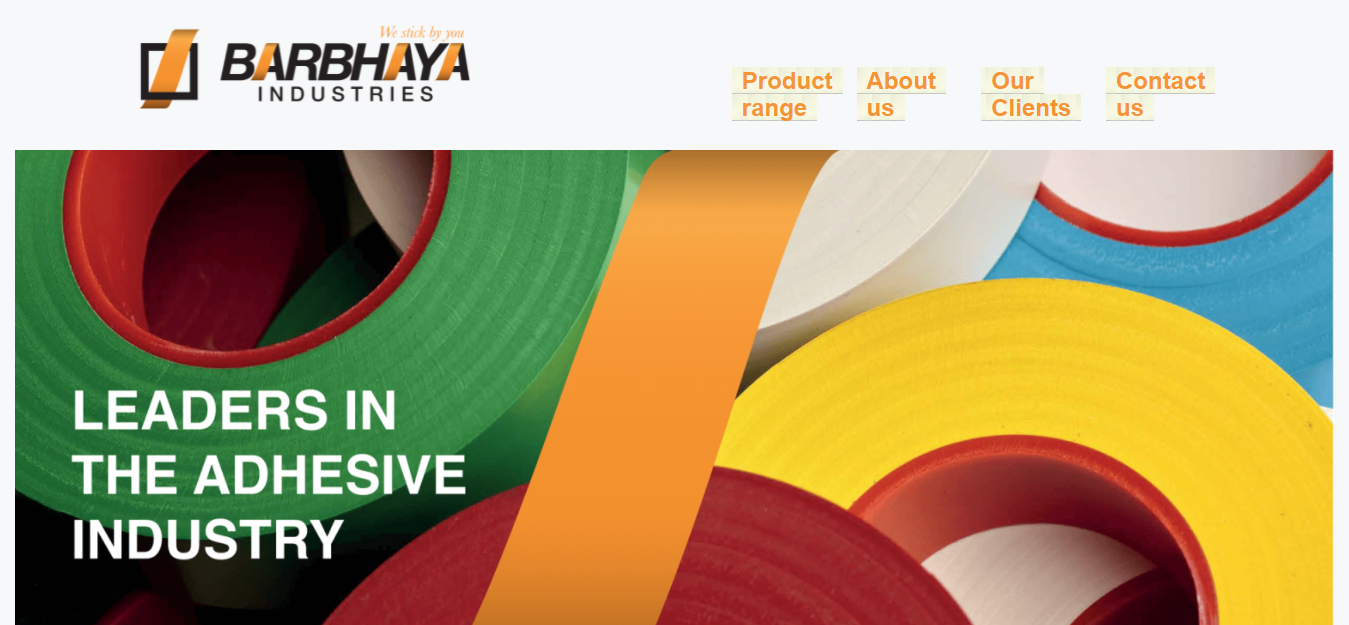 We stick by you
BARBHAYA
INDUSTRIES
Product
range
About
us
Our
Clients
Contact
us
LEADERS IN
THE ADHESIVE
INDUSTRY